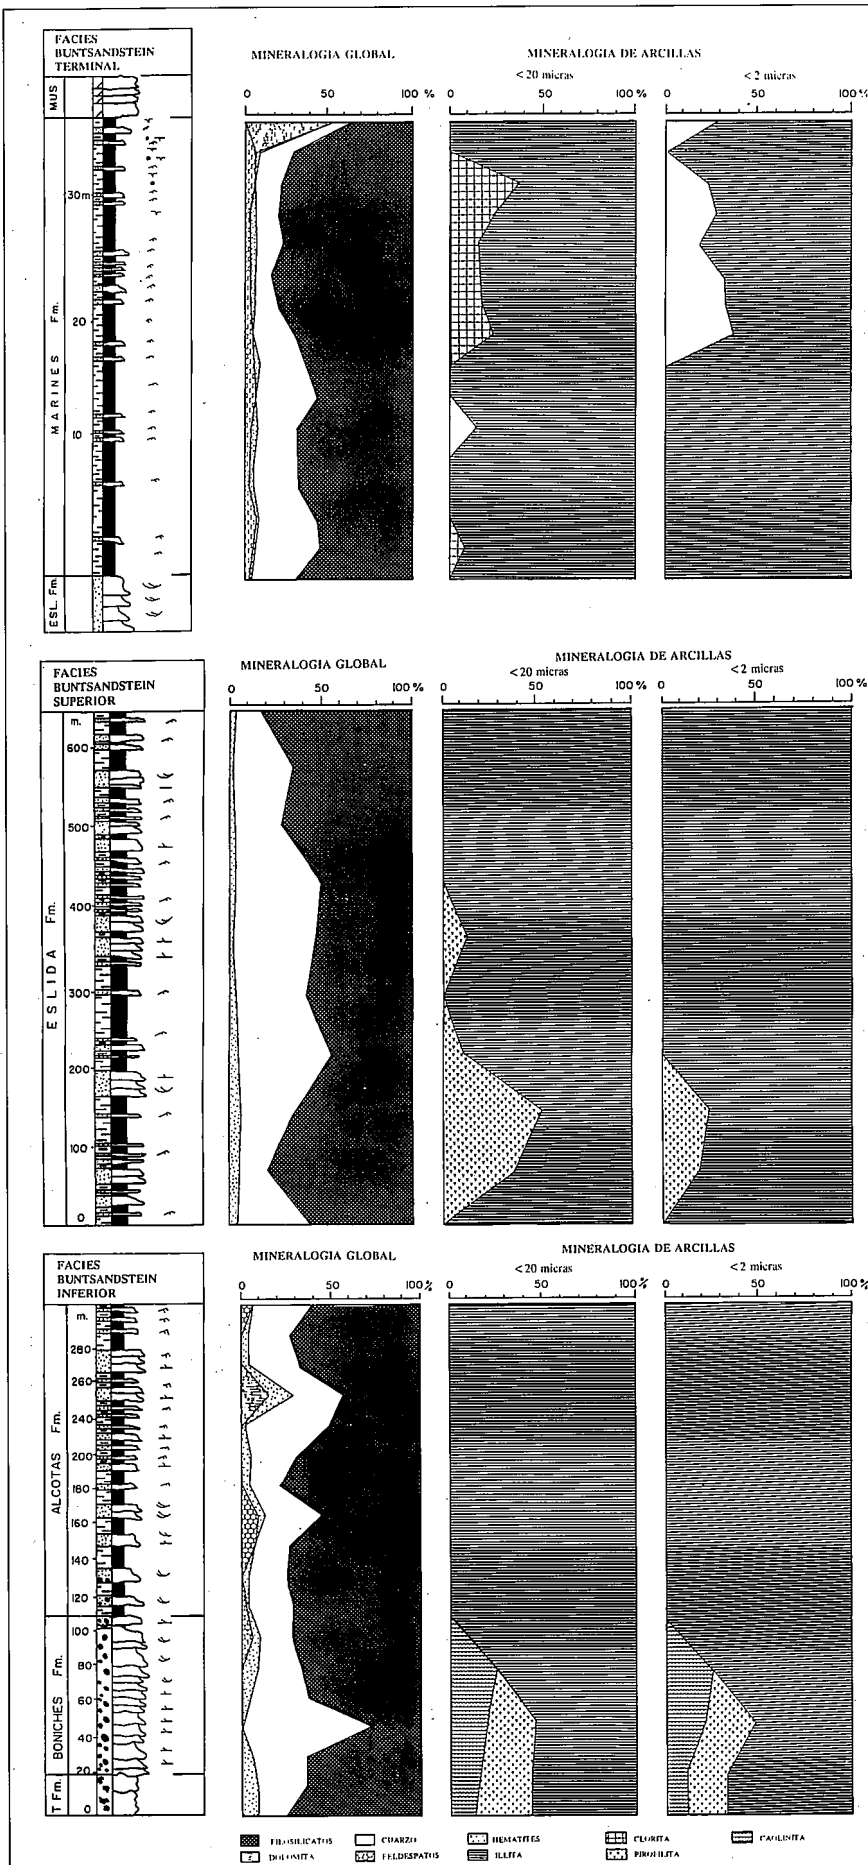 FACIES
BUNTSANDSTEIN
TERMINAL
MINERALOGIA GLOBAL
MINERALOGIA DE ARCILLAS
<20 micras
<2 micras
0 50 100 %
0 50 100%
0 50 100%
MUS
MARINES Fm.
ESL. Fm.
30m
20
10
FACIES
BUNTSANDSTEIN
SUPERIOR
MINERALOGIA GLOBAL
MINERALOGIA DE ARCILLAS
<20 micras
<2 micras
0 50 100 %
0 50 100%
0 50 100%
ESLIDA Fm.
m.
600
500
400
300
200
100
0
FACIES
BUNTSANDSTEIN
INFERIOR
MINERALOGIA GLOBAL
MINERALOGIA DE ARCILLAS
<20 micras
<2 micras
0 50 100%
0 50 100%
0 50 100%
ALCOTAS Fm.
BONICHES Fm.
T Fm.
m.
280
260
240
200
180
160
140
120
100
80
60
40
20
0
FILOSILICATOS
CUARZO
HEMATITES
CLORITA
CAOLINITA
DOLOMITA
FELDESPATOS
ILLITA
PIROFILITA